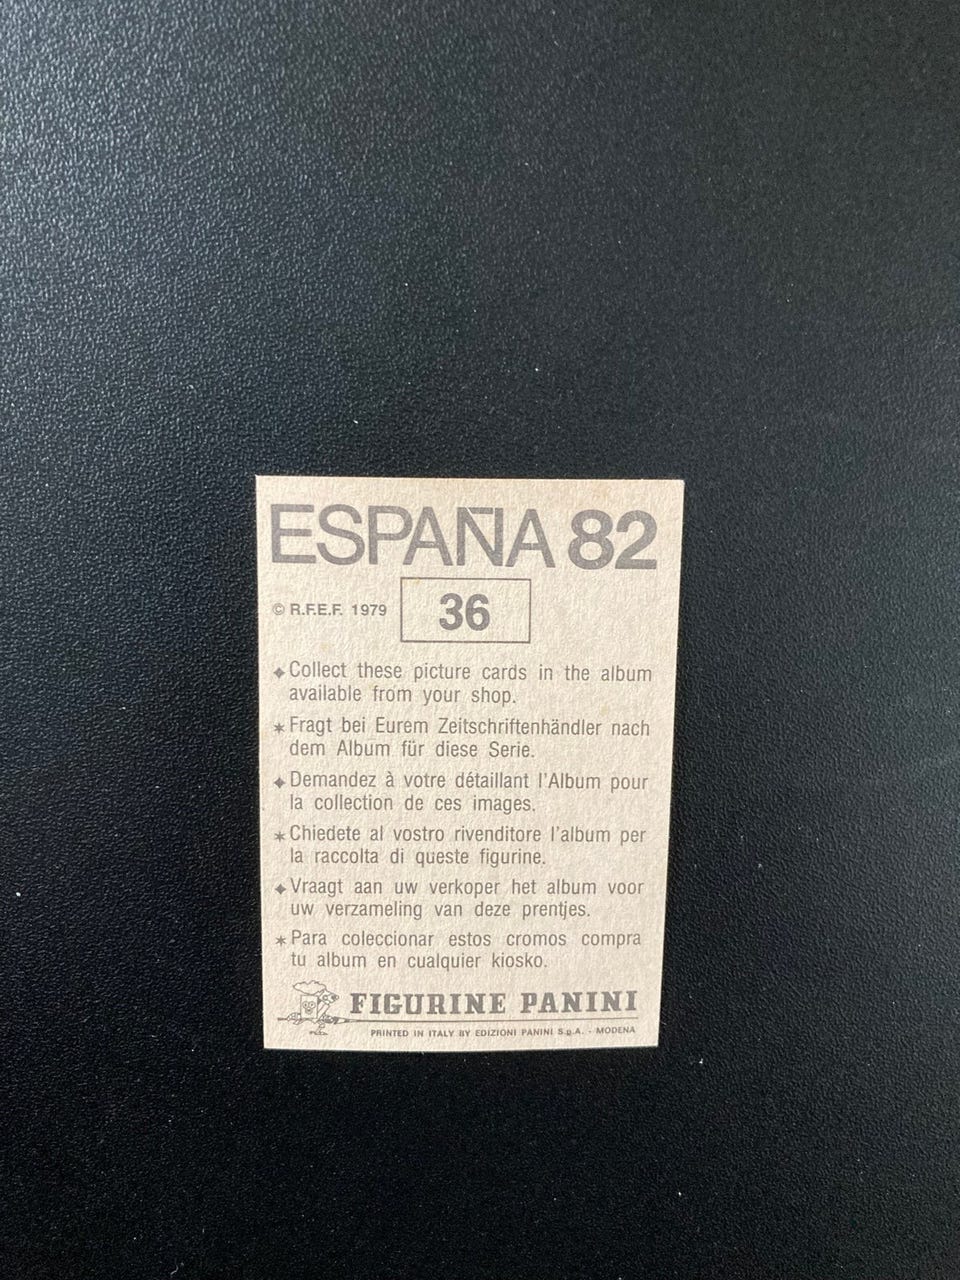 ESPAÑA 82
© R.F.E.F. 1979
36
✦ Collect these picture cards in the album
available from your shop.
✶ Fragt bei Eurem Zeitschriftenhändler nach
dem Album für diese Serie.
✦ Demandez à votre détaillant l'Album pour
la collection de ces images.
✶ Chiedete al vostro rivenditore l'album per
la raccolta di queste figurine.
✦ Vraagt aan uw verkoper het album voor
uw verzameling van deze prentjes.
✶ Para coleccionar estos cromos compra
tu album en cualquier kiosko.
FIGURINE PANINI
PRINTED IN ITALY BY EDIZIONI PANINI S.p.A. - MODENA